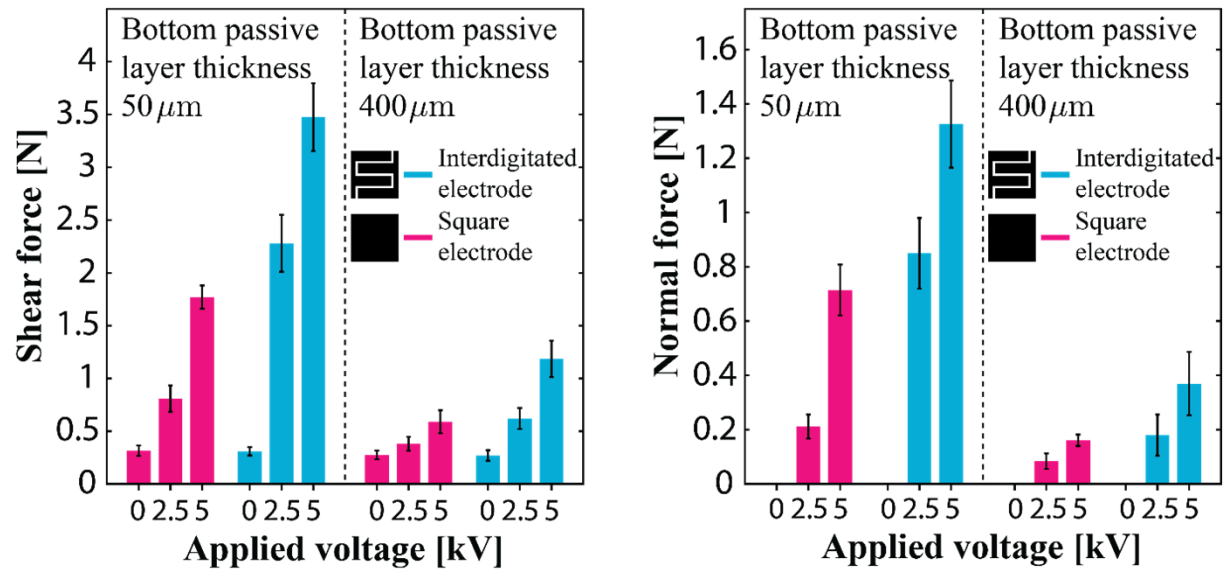 Bottom passive
layer thickness
50 μm
Bottom passive
layer thickness
400 μm
Interdigitated
electrode
Square
electrode
Shear force [N]
4
3.5
3
2.5
2
1.5
1
0.5
0
0 2.5 5
0 2.5 5
0 2.5 5
0 2.5 5
Applied voltage [kV]
Bottom passive
layer thickness
50 μm
Bottom passive
layer thickness
400 μm
Interdigitated
electrode
Square
electrode
Normal force [N]
1.6
1.4
1.2
1
0.8
0.6
0.4
0.2
0
0 2.5 5
0 2.5 5
0 2.5 5
0 2.5 5
Applied voltage [kV]